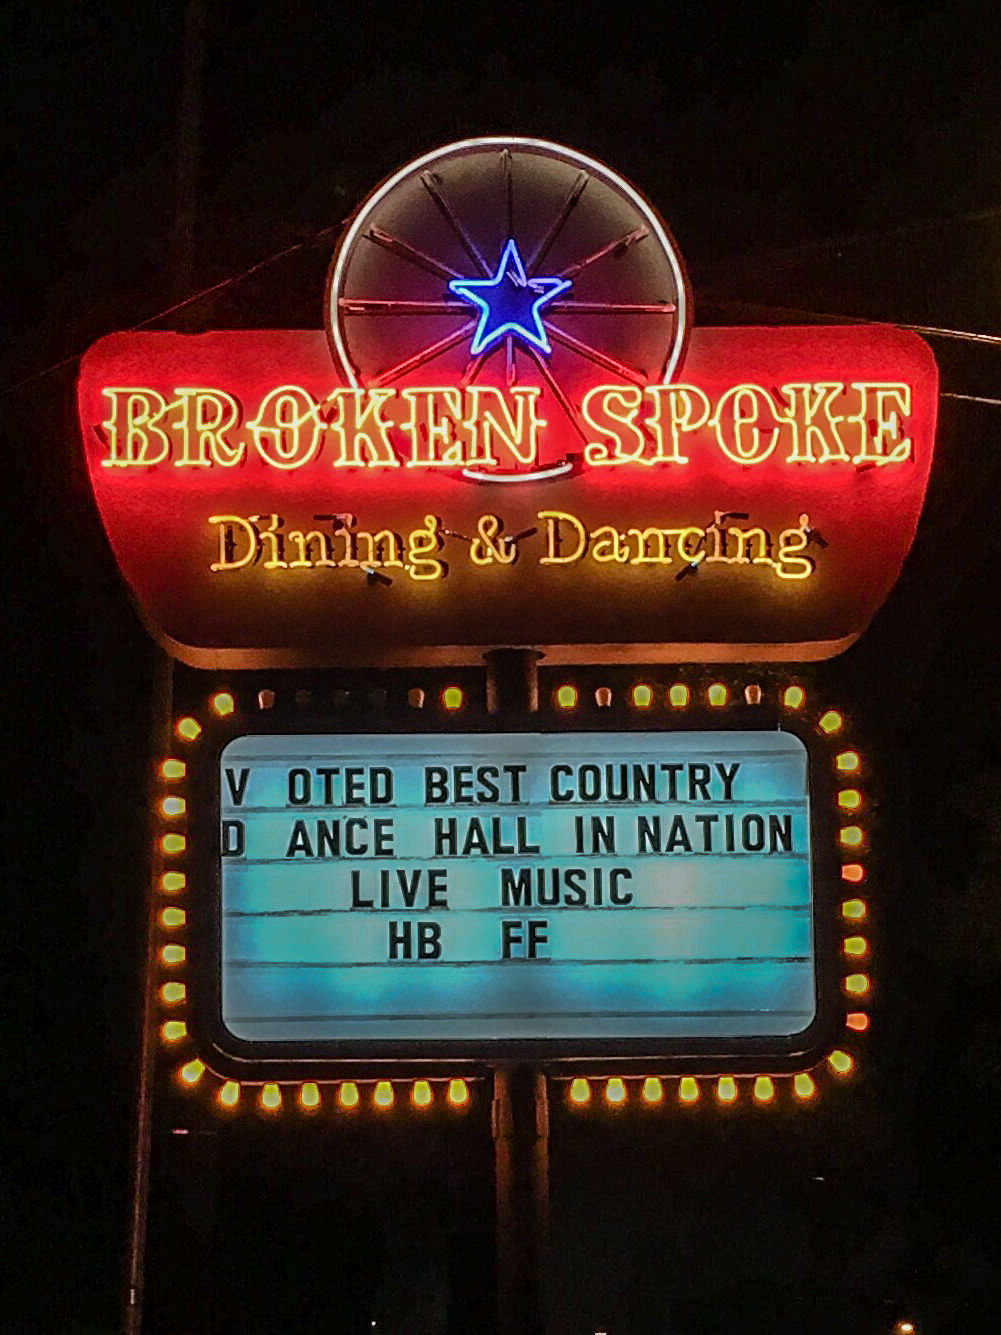 BROKEN SPOKE
Dining & Dancing
V OTED BEST COUNTRY
D ANCE HALL IN NATION
LIVE MUSIC
HB FF